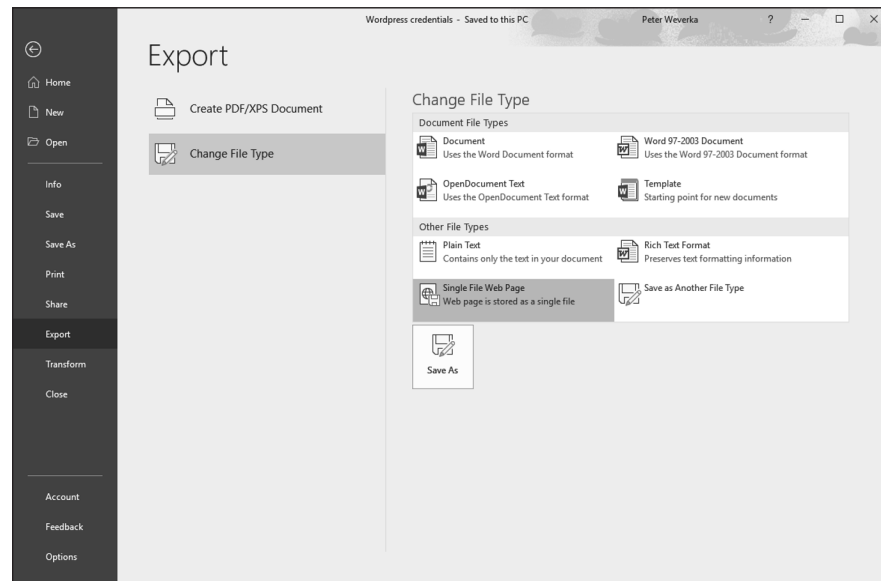 Wordpress credentials - Saved to this PC
Peter Weverka
?
Export
Home
New
Open
Info
Save
Save As
Print
Share
Export
Transform
Close
Account
Feedback
Options
Create PDF/XPS Document
Change File Type
Change File Type
Document File Types
Document
Uses the Word Document format
Word 97-2003 Document
Uses the Word 97-2003 Document format
OpenDocument Text
Uses the OpenDocument Text format
Template
Starting point for new documents
Other File Types
Plain Text
Contains only the text in your document
Rich Text Format
Preserves text formatting information
Single File Web Page
Web page is stored as a single file
Save as Another File Type
Save As